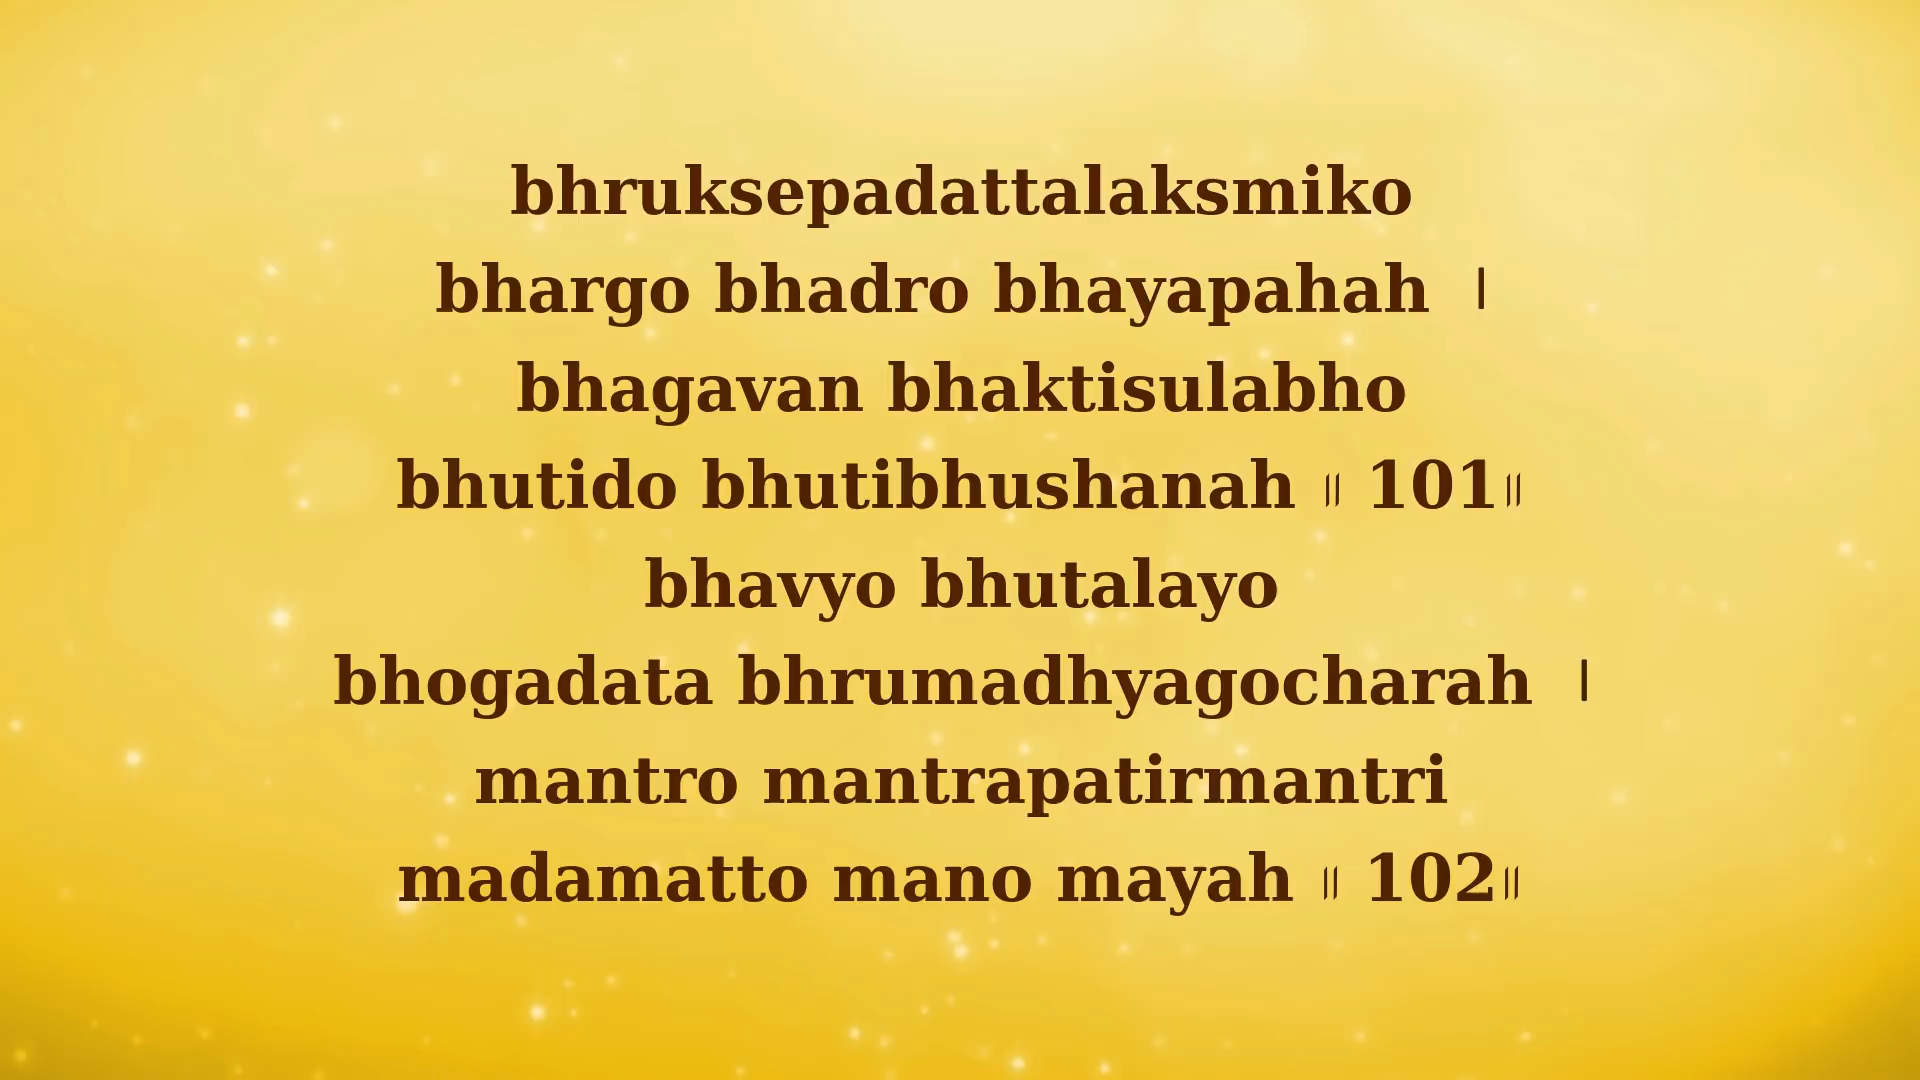 bhruksepadattalaksmiko
bhargo bhadro bhayapahah ।
bhagavan bhaktisulabho
bhutido bhutibhushanah ॥ 101॥
bhavyo bhutalayo
bhogadata bhrumadhyagocharah ।
mantro mantrapatirmantri
madamatto mano mayah ॥ 102॥